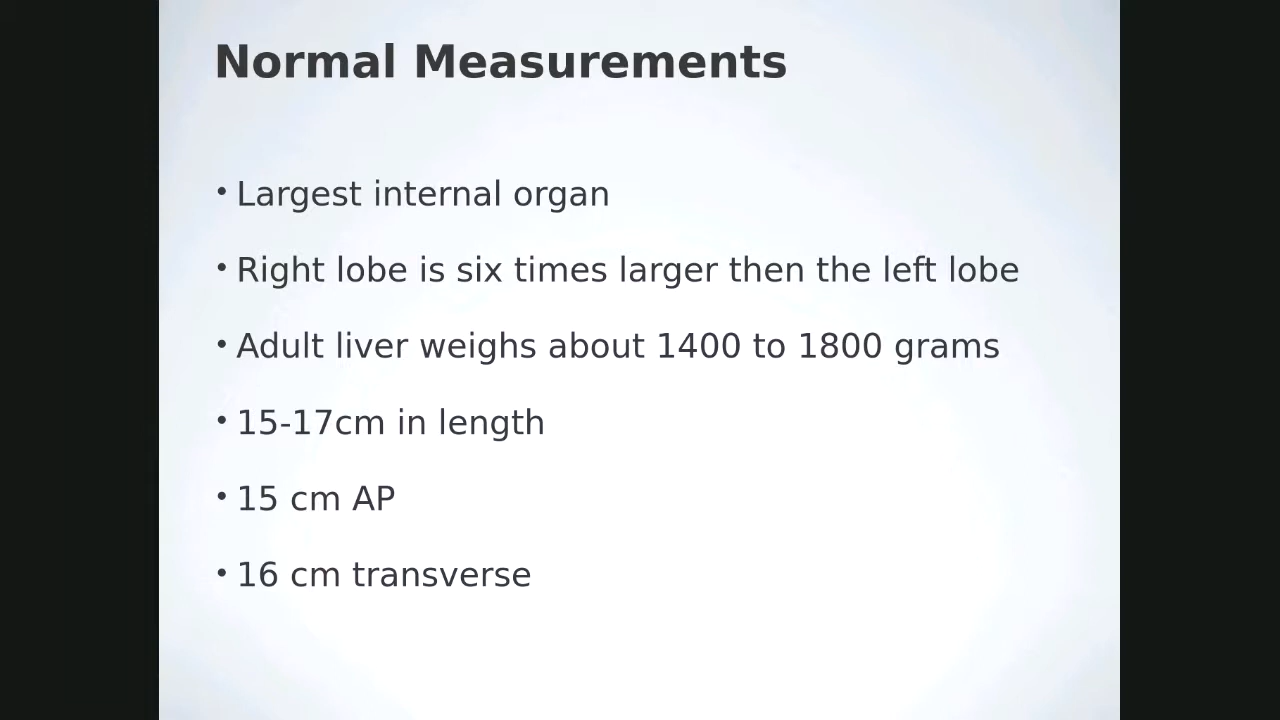 Normal Measurements
• Largest internal organ
• Right lobe is six times larger then the left lobe
• Adult liver weighs about 1400 to 1800 grams
• 15-17cm in length
• 15 cm AP
• 16 cm transverse